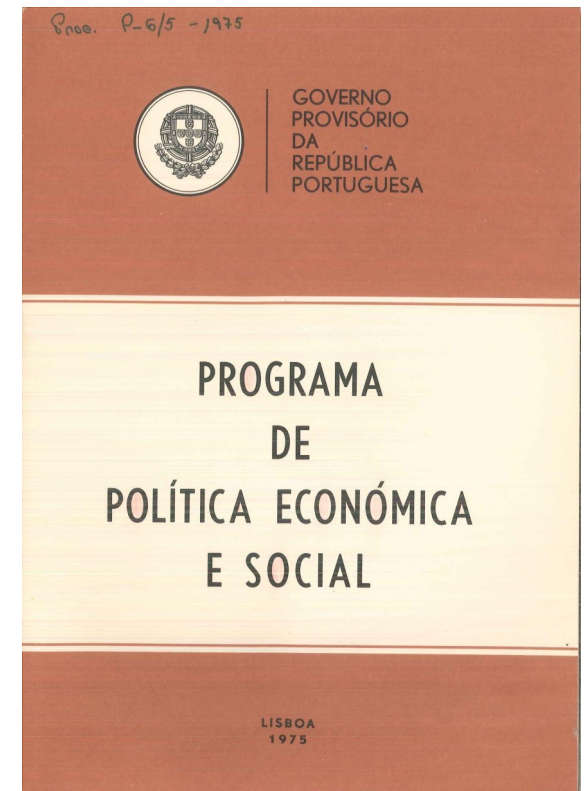 Proc. P-6/5 - 1975
GOVERNO
PROVISÓRIO
DA
REPÚBLICA
PORTUGUESA
PROGRAMA
DE
POLÍTICA ECONÓMICA
E SOCIAL
LISBOA
1975